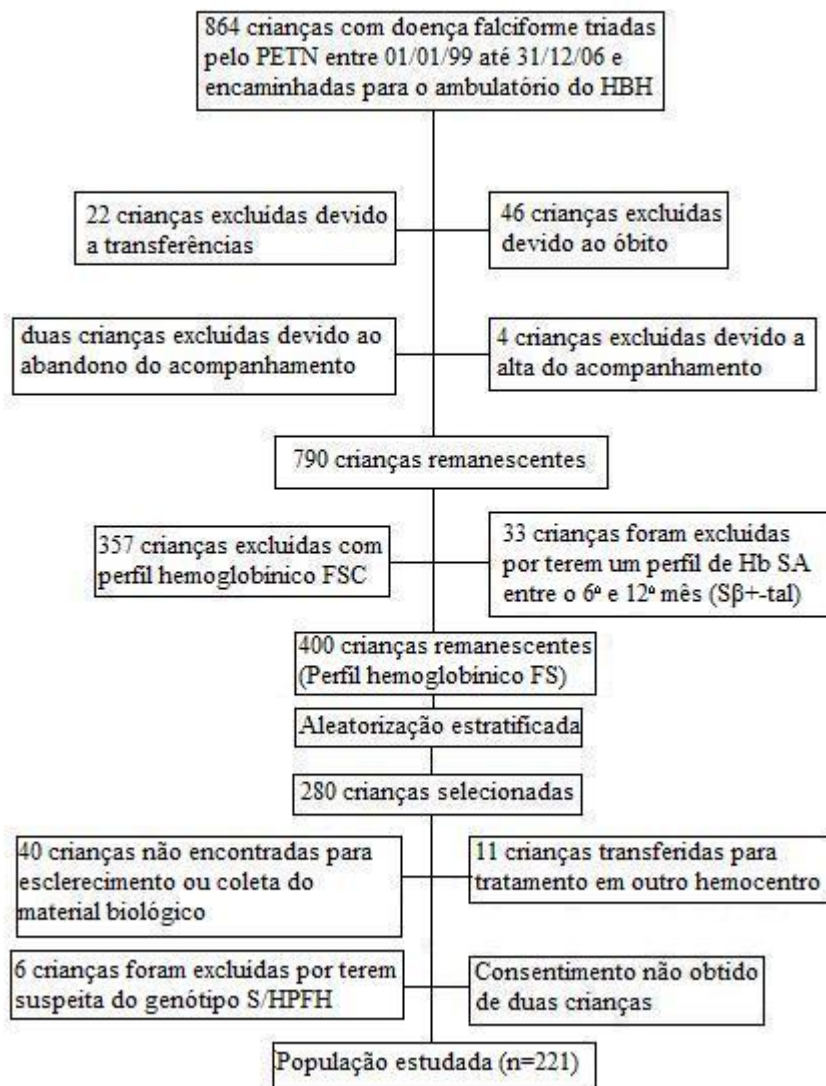 864 crianças com doença falciforme triadas
pelo PETN entre 01/01/99 até 31/12/06 e
encaminhadas para o ambulatório do HBH
22 crianças excluídas devido
a transferências
46 crianças excluídas
devido ao óbito
duas crianças excluídas devido ao
abandono do acompanhamento
4 crianças excluídas devido a
alta do acompanhamento
790 crianças remanescentes
357 crianças excluídas com
perfil hemoglobínico FSC
33 crianças foram excluídas
por terem um perfil de Hb SA
entre o 6º e 12º mês (Sβ+-tal)
400 crianças remanescentes
(Perfil hemoglobínico FS)
Aleatorização estratificada
280 crianças selecionadas
40 crianças não encontradas para
esclerecimento ou coleta do
material biológico
11 crianças transferidas para
tratamento em outro hemocentro
6 crianças foram excluídas por terem
suspeita do genótipo S/HPFH
Consentimento não obtido
de duas crianças
População estudada (n=221)